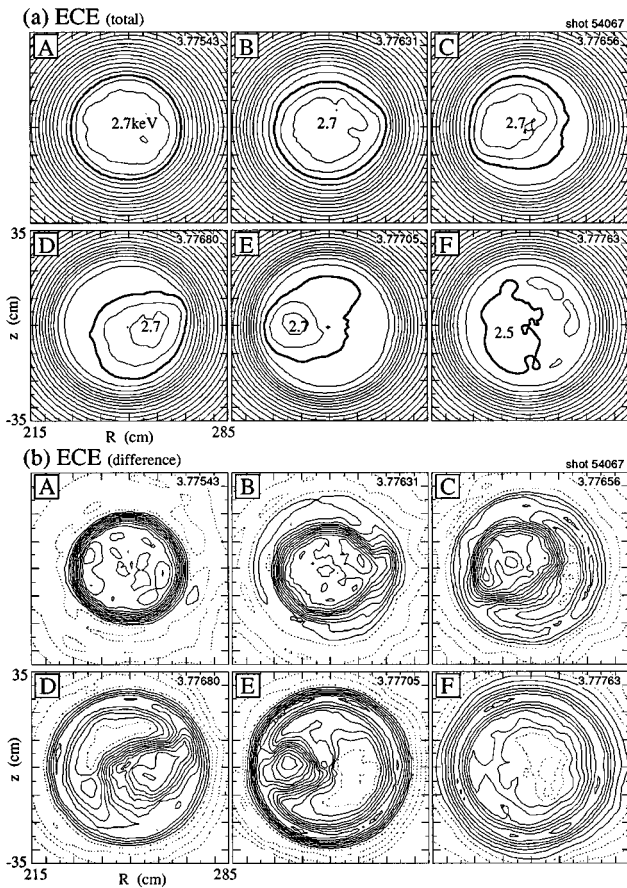 (a) ECE (total)
shot 54067
A 3.77543
2.7keV
B 3.77631
2.7
C 3.77656
2.7
35
D 3.77680
2.7
E 3.77705
2.7
F 3.77763
2.5
z (cm)
-35
215 R (cm) 285
(b) ECE (difference)
shot 54067
A 3.77543
B 3.77631
C 3.77656
35
D 3.77680
E 3.77705
F 3.77763
z (cm)
-35
215 R (cm) 285